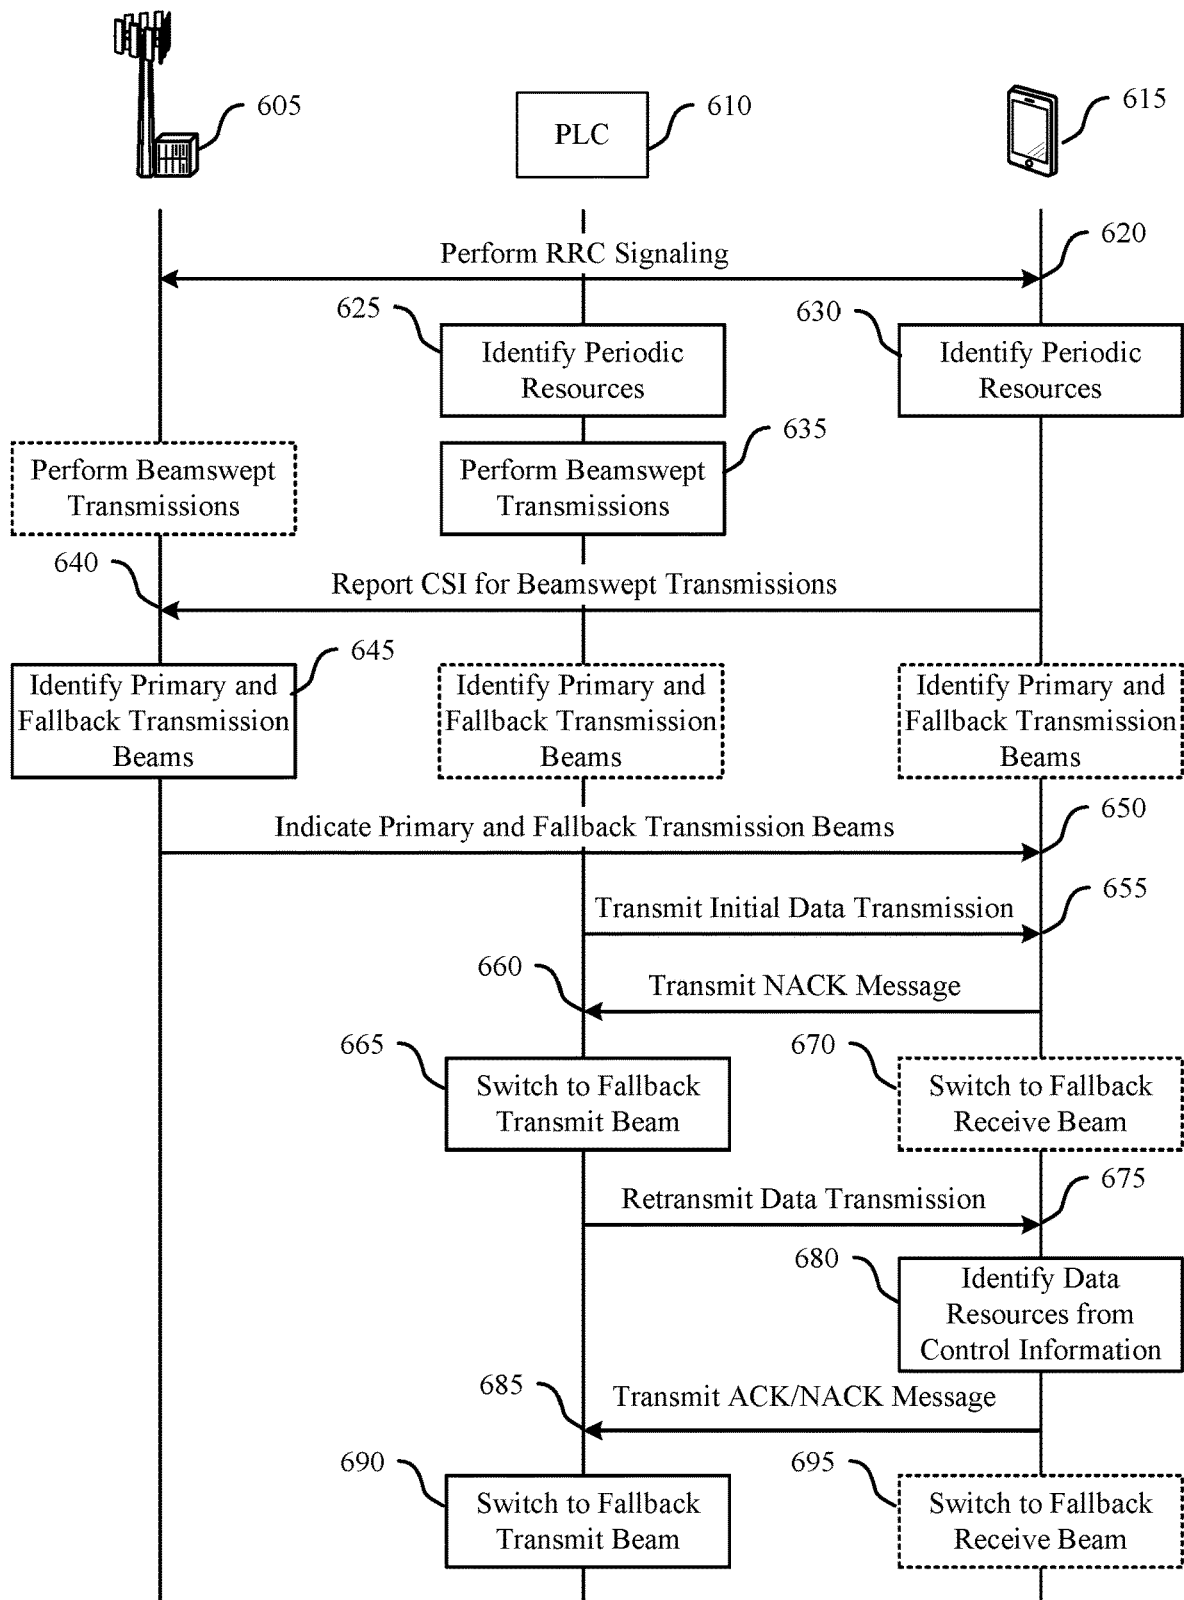 605
PLC
610
615
Perform RRC Signaling
620
625
Identify Periodic
Resources
630
Identify Periodic
Resources
Perform Beamswept
Transmissions
635
Perform Beamswept
Transmissions
640
Report CSI for Beamswept Transmissions
645
Identify Primary and
Fallback Transmission
Beams
Identify Primary and
Fallback Transmission
Beams
Identify Primary and
Fallback Transmission
Beams
Indicate Primary and Fallback Transmission Beams
650
Transmit Initial Data Transmission
655
660
Transmit NACK Message
665
Switch to Fallback
Transmit Beam
670
Switch to Fallback
Receive Beam
Retransmit Data Transmission
675
680
Identify Data
Resources from
Control Information
685
Transmit ACK/NACK Message
690
Switch to Fallback
Transmit Beam
695
Switch to Fallback
Receive Beam